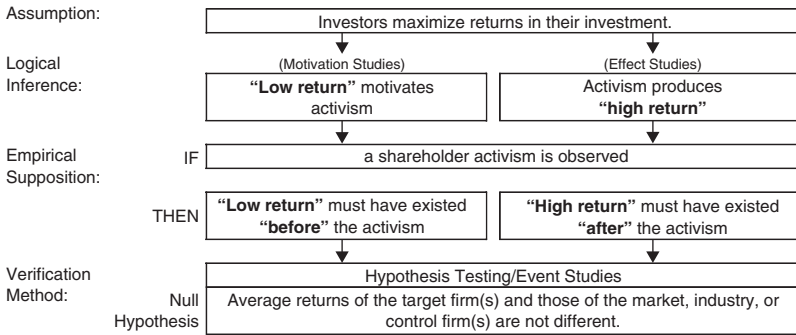 Assumption:
Investors maximize returns in their investment.
Logical
Inference:
(Motivation Studies)
“Low return” motivates
activism
(Effect Studies)
Activism produces
“high return”
Empirical
Supposition:
IF
a shareholder activism is observed
THEN
“Low return” must have existed
“before” the activism
“High return” must have existed
“after” the activism
Verification
Method:
Hypothesis Testing/Event Studies
Null
Hypothesis
Average returns of the target firm(s) and those of the market, industry, or
control firm(s) are not different.